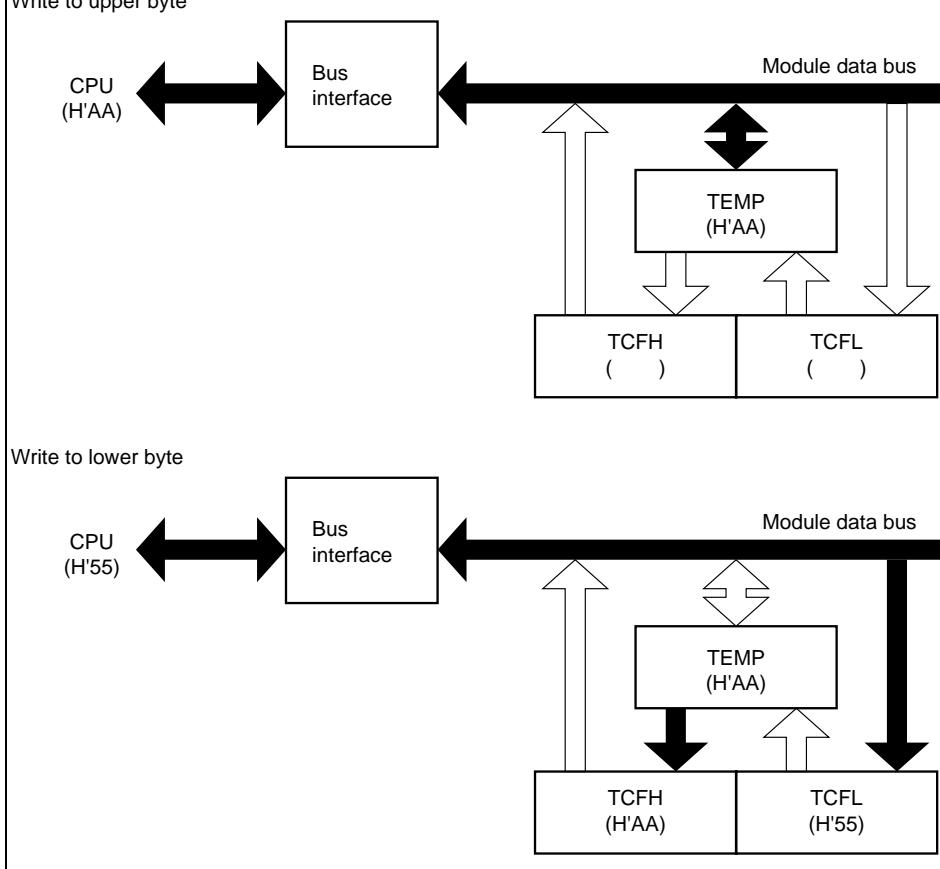 Write to upper byte
CPU
(H'AA)
Bus
interface
Module data bus
TEMP
(H'AA)
TCFH
(      )
TCFL
(      )
Write to lower byte
CPU
(H'55)
Bus
interface
Module data bus
TEMP
(H'AA)
TCFH
(H'AA)
TCFL
(H'55)